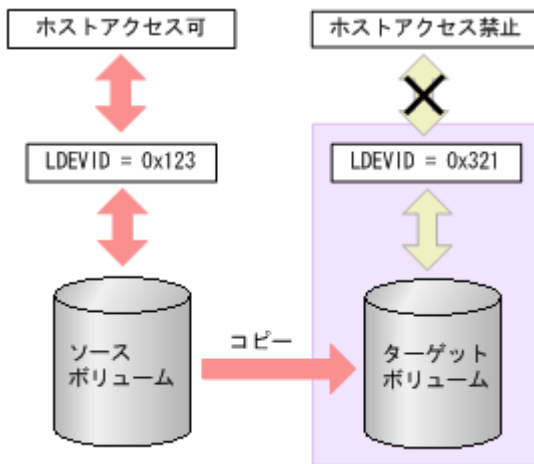 ホストアクセス可
ホストアクセス禁止
LDEVID = 0x123
LDEVID = 0x321
ソース
ボリューム
コピー
ターゲット
ボリューム